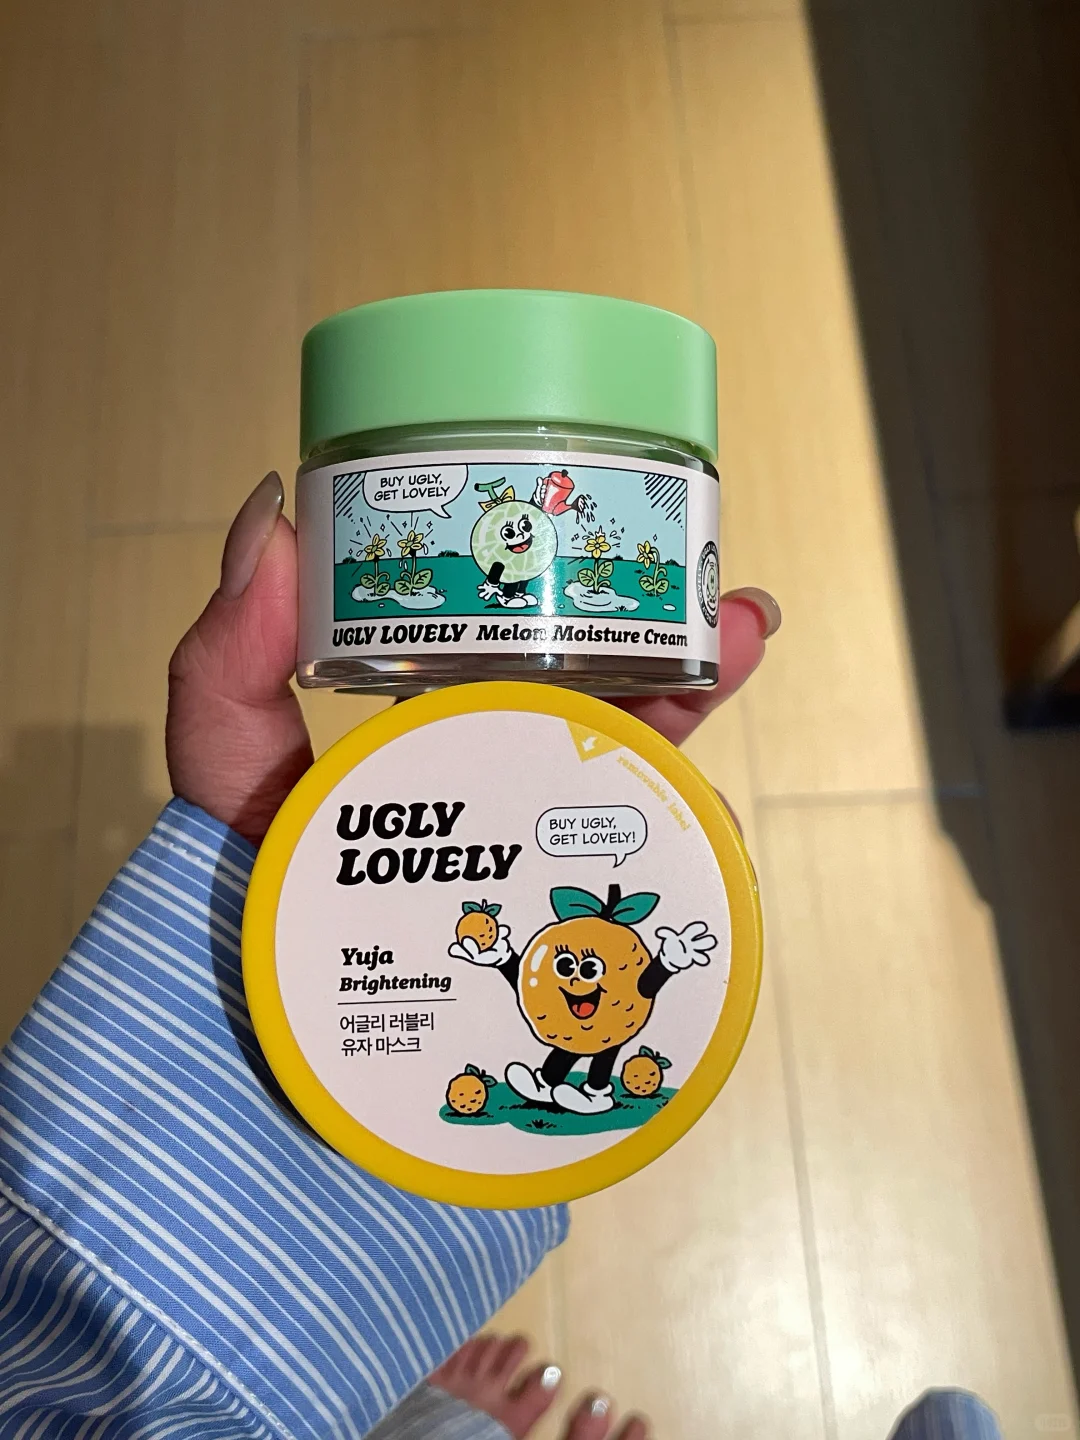 BUY UGLY,
GET LOVELY
UGLY LOVELY Melon Moisture Cream
removable label
UGLY
LOVELY
BUY UGLY,
GET LOVELY!
Yuja
Brightening
어글리 러블리
유자 마스크